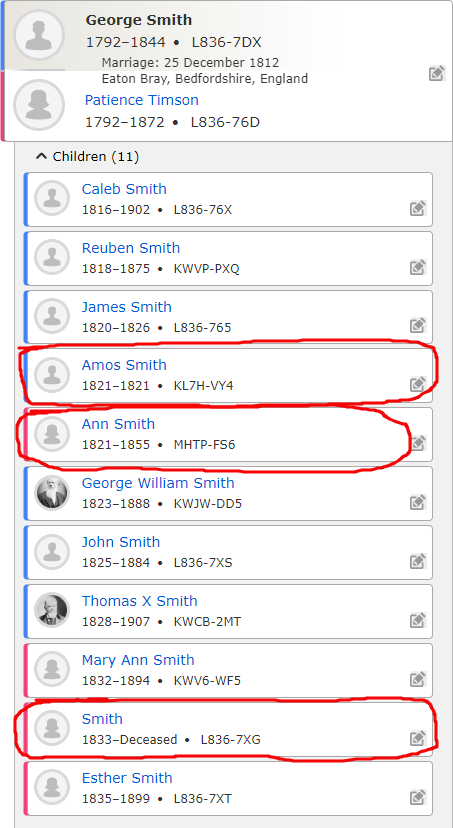 George Smith
1792–1844 • L836-7DX
Marriage: 25 December 1812
Eaton Bray, Bedfordshire, England
Patience Timson
1792–1872 • L836-76D
Children (11)
Caleb Smith
1816–1902 • L836-76X
Reuben Smith
1818–1875 • KWVP-PXQ
James Smith
1820–1826 • L836-765
Amos Smith
1821–1821 • KL7H-VY4
Ann Smith
1821–1855 • MHTP-FS6
George William Smith
1823–1888 • KWJW-DD5
John Smith
1825–1884 • L836-7XS
Thomas X Smith
1828–1907 • KWCB-2MT
Mary Ann Smith
1832–1894 • KWV6-WF5
Smith
1833–Deceased • L836-7XG
Esther Smith
1835–1899 • L836-7XT